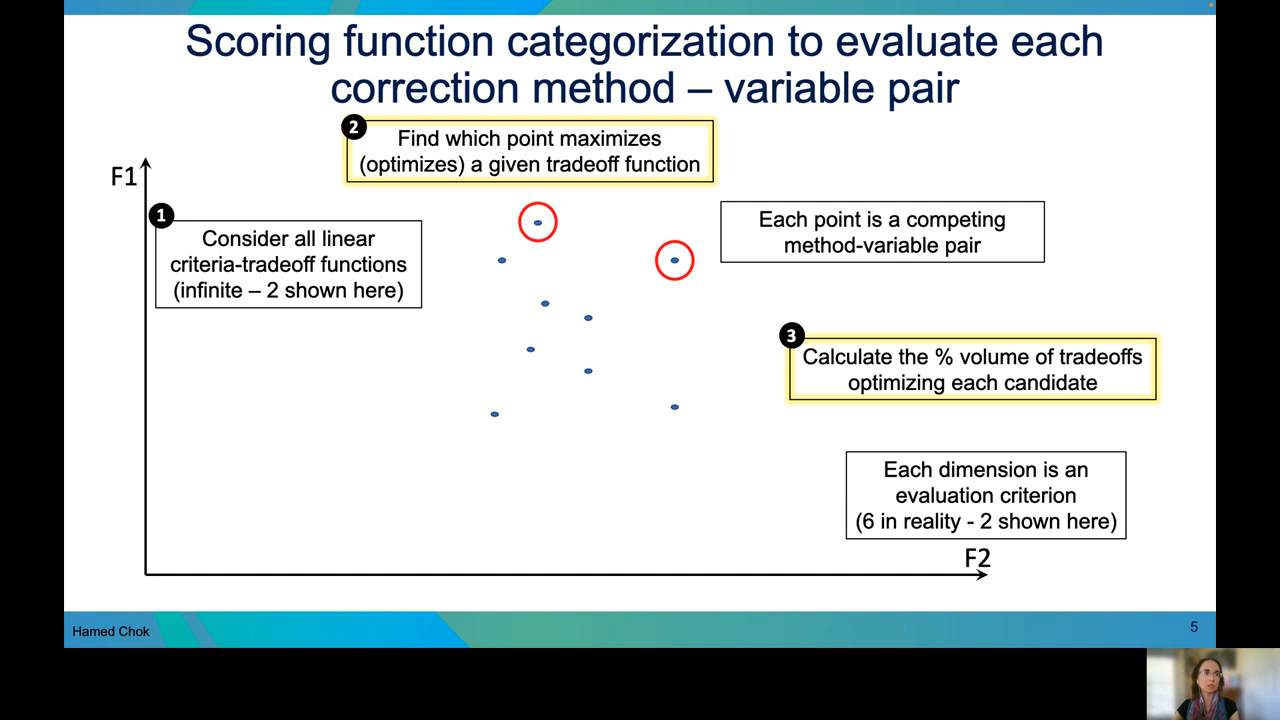 Scoring function categorization to evaluate each
correction method – variable pair
2
Find which point maximizes
(optimizes) a given tradeoff function
F1
1
Consider all linear
criteria-tradeoff functions
(infinite – 2 shown here)
Each point is a competing
method-variable pair
3
Calculate the % volume of tradeoffs
optimizing each candidate
Each dimension is an
evaluation criterion
(6 in reality - 2 shown here)
F2
Hamed Chok
5